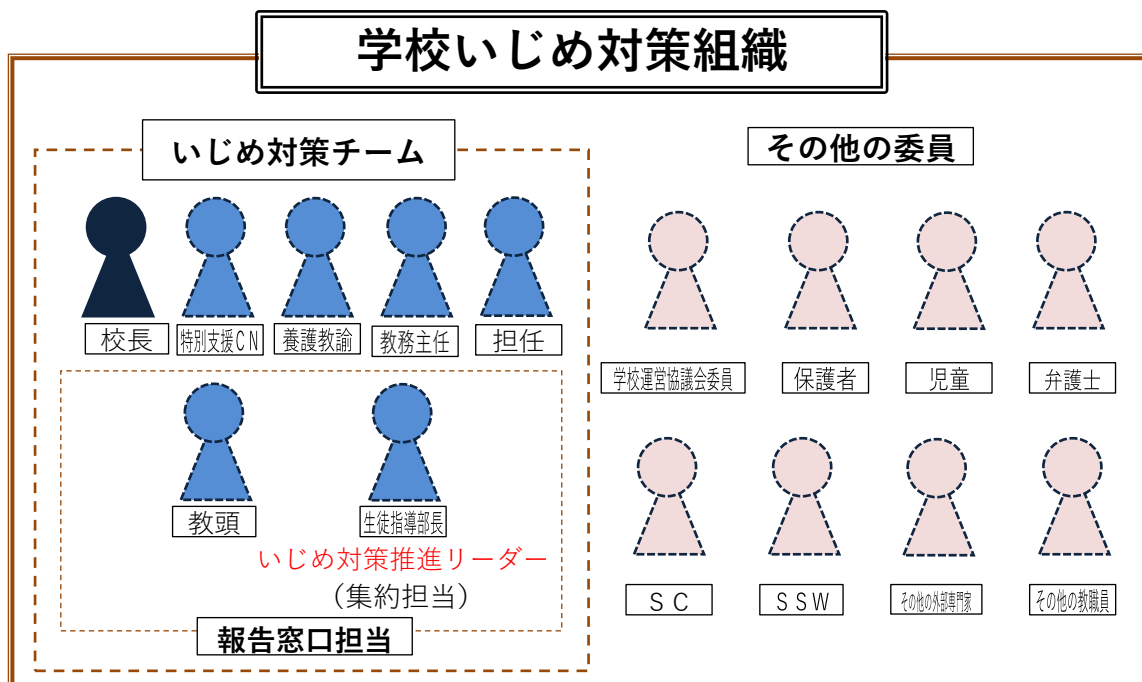 学校いじめ対策組織
いじめ対策チーム
その他の委員
校長
特別支援ＣＮ
養護教諭
教務主任
担任
学校運営協議会委員
保護者
児童
弁護士
教頭
生徒指導部長
いじめ対策推進リーダー
（集約担当）
報告窓口担当
ＳＣ
ＳＳＷ
その他の外部専門家
その他の教職員